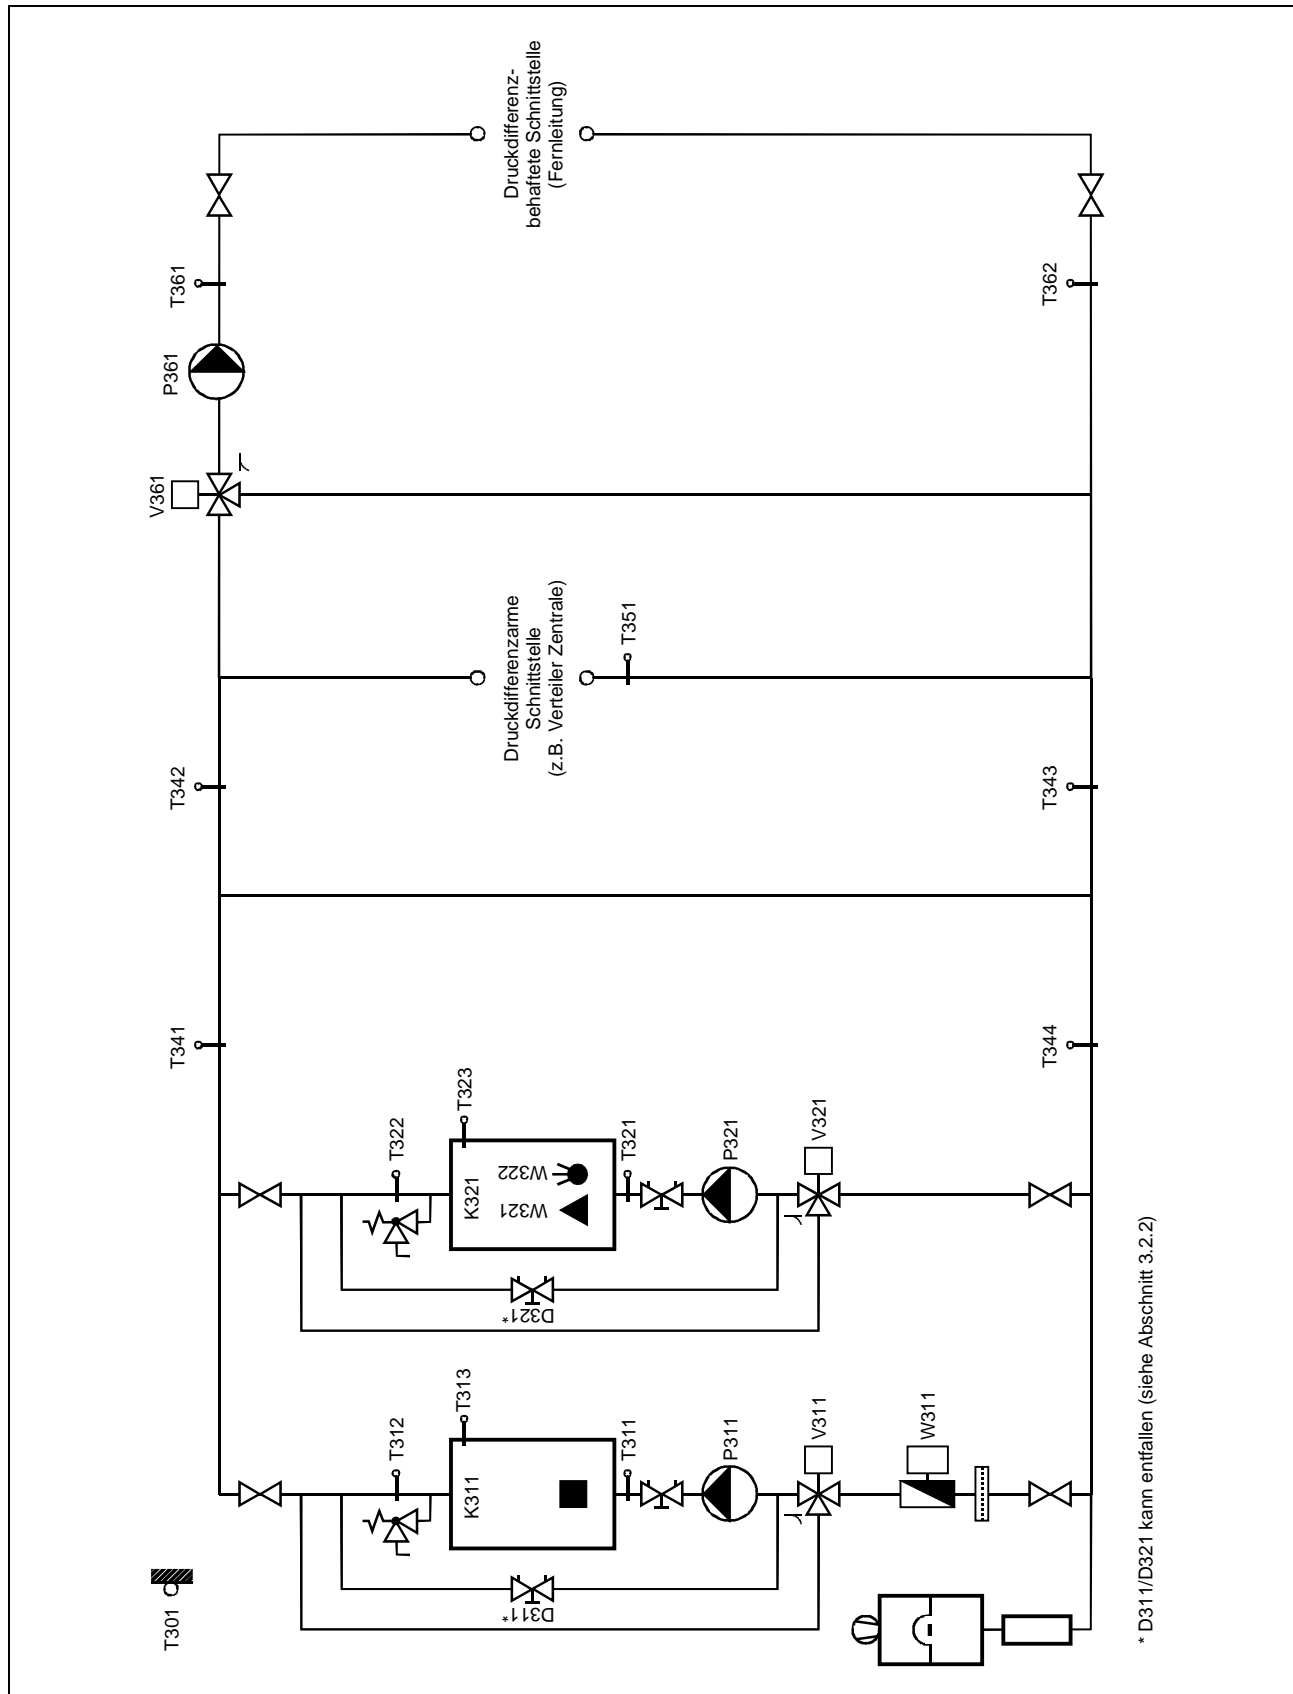 T301
T341
T342
V361
P361
T361
Druckdifferenz-
behaftete Schnittstelle
(Fernleitung)
Druckdifferenzarme
Schnittstelle
(z.B. Verteiler Zentrale)
T351
T312
T313
K311
D311*
T311
P311
V311
W311
T322
T323
K321
W321
W322
D321*
T321
P321
V321
T344
T343
T362
* D311/D321 kann entfallen (siehe Abschnitt 3.2.2)